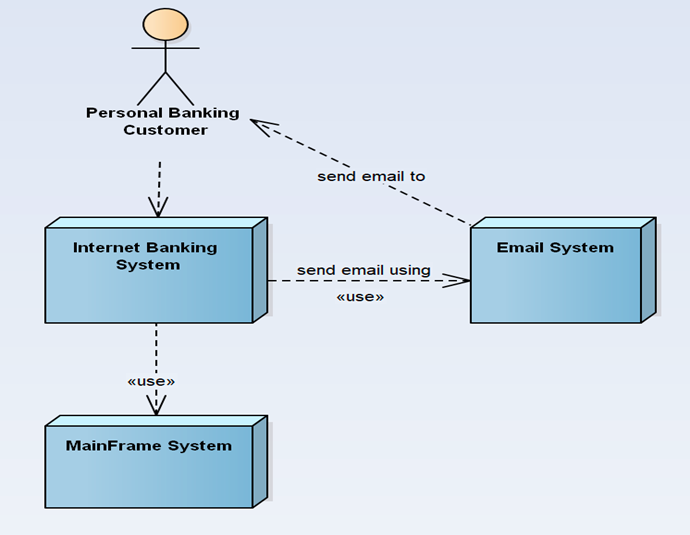 Personal Banking
Customer
send email to
Internet Banking
System
Email System
send email using
«use»
«use»
MainFrame System